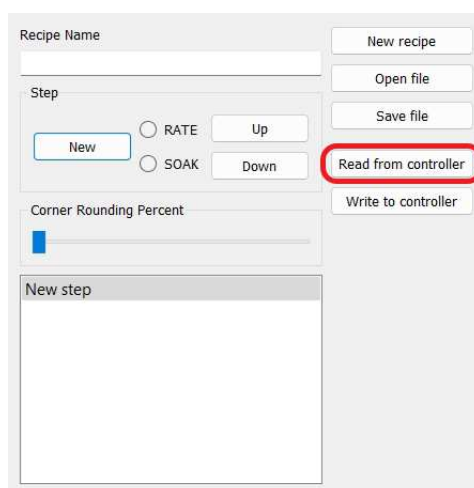 Recipe Name
New recipe
Open file
Step
Save file
New
RATE
Up
SOAK
Down
Read from controller
Corner Rounding Percent
Write to controller
New step